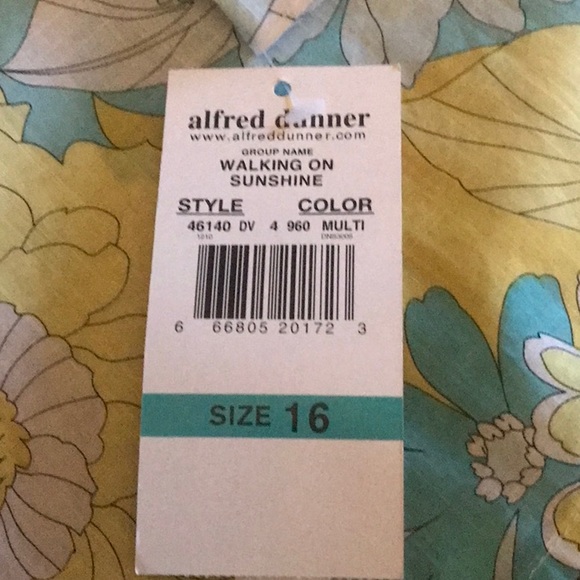 alfred dunner
www.alfreddunner.com
GROUP NAME
WALKING ON
SUNSHINE
STYLE COLOR
46140 DV 4 960 MULTI
1210
6 66805 20172 3
SIZE 16